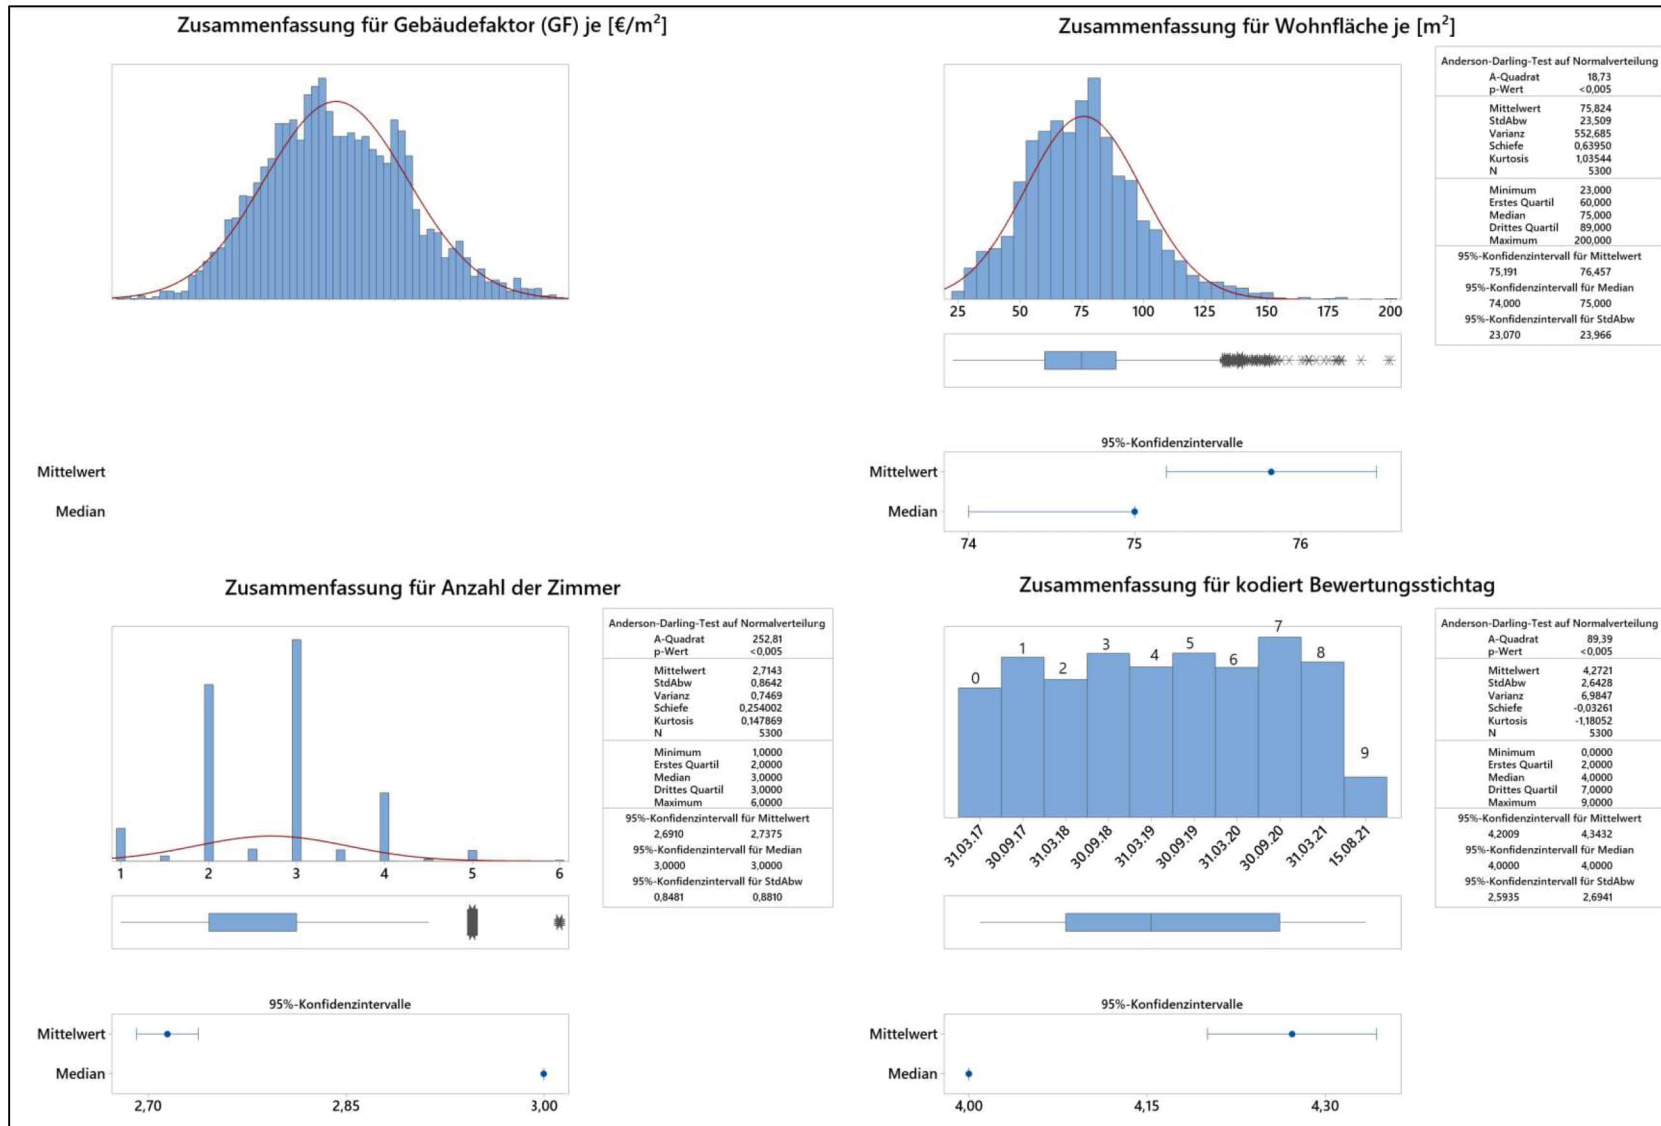 Zusammenfassung für Gebäudefaktor (GF) je [€/m²]
Mittelwert
Median
Zusammenfassung für Wohnfläche je [m²]
25 50 75 100 125 150 175 200
95%-Konfidenzintervalle
Mittelwert
Median
74 75 76
Anderson-Darling-Test auf Normalverteilung
A-Quadrat 18,73
p-Wert <0,005
Mittelwert 75,824
StdAbw 23,509
Varianz 552,685
Schiefe 0,63950
Kurtosis 1,03544
N 5300
Minimum 23,000
Erstes Quartil 60,000
Median 75,000
Drittes Quartil 89,000
Maximum 200,000
95%-Konfidenzintervall für Mittelwert
75,191 76,457
95%-Konfidenzintervall für Median
74,000 75,000
95%-Konfidenzintervall für StdAbw
23,070 23,966
Zusammenfassung für Anzahl der Zimmer
1 2 3 4 5 6
95%-Konfidenzintervalle
Mittelwert
Median
2,70 2,85 3,00
Anderson-Darling-Test auf Normalverteilung
A-Quadrat 252,81
p-Wert <0,005
Mittelwert 2,7143
StdAbw 0,8642
Varianz 0,7469
Schiefe 0,254002
Kurtosis 0,147869
N 5300
Minimum 1,0000
Erstes Quartil 2,0000
Median 3,0000
Drittes Quartil 3,0000
Maximum 6,0000
95%-Konfidenzintervall für Mittelwert
2,6910 2,7375
95%-Konfidenzintervall für Median
3,0000 3,0000
95%-Konfidenzintervall für StdAbw
0,8481 0,8810
Zusammenfassung für kodiert Bewertungsstichtag
0 1 2 3 4 5 6 7 8 9
31.03.17 30.09.17 31.03.18 30.09.18 31.03.19 30.09.19 31.03.20 30.09.20 31.03.21 15.08.21
95%-Konfidenzintervalle
Mittelwert
Median
4,00 4,15 4,30
Anderson-Darling-Test auf Normalverteilung
A-Quadrat 89,39
p-Wert <0,005
Mittelwert 4,2721
StdAbw 2,6428
Varianz 6,9847
Schiefe -0,03261
Kurtosis -1,18052
N 5300
Minimum 0,0000
Erstes Quartil 2,0000
Median 4,0000
Drittes Quartil 7,0000
Maximum 9,0000
95%-Konfidenzintervall für Mittelwert
4,2009 4,3432
95%-Konfidenzintervall für Median
4,0000 4,0000
95%-Konfidenzintervall für StdAbw
2,5935 2,6941